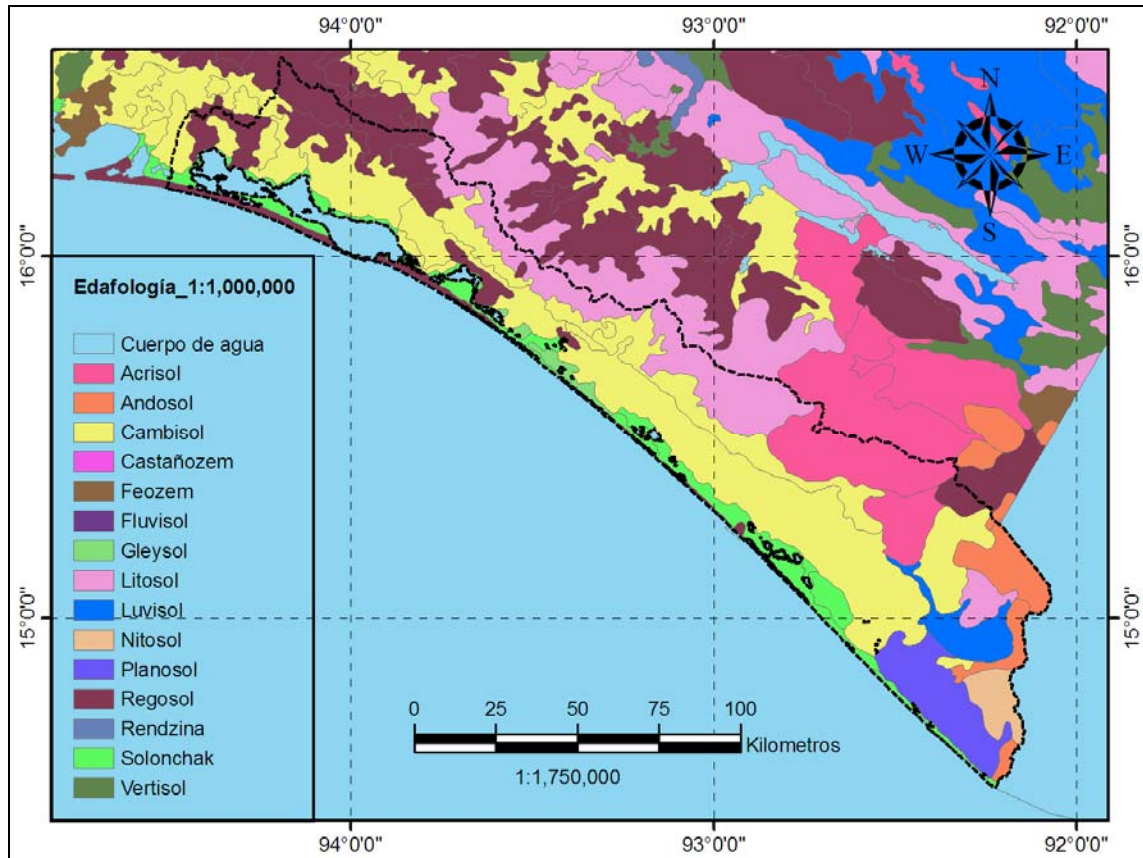 94°0'0"
93°0'0"
92°0'0"
N
W
E
S
16°0'0"
16°0'0"
Edafología_1:1,000,000
Cuerpo de agua
Acrisol
Andosol
Cambisol
Castañozem
Feozem
Fluvisol
Gleysol
Litosol
Luvisol
Nitosol
Planosol
Regosol
Rendzina
Solonchak
Vertisol
15°0'0"
15°0'0"
0 25 50 75 100
Kilometros
1:1,750,000
94°0'0"
93°0'0"
92°0'0"